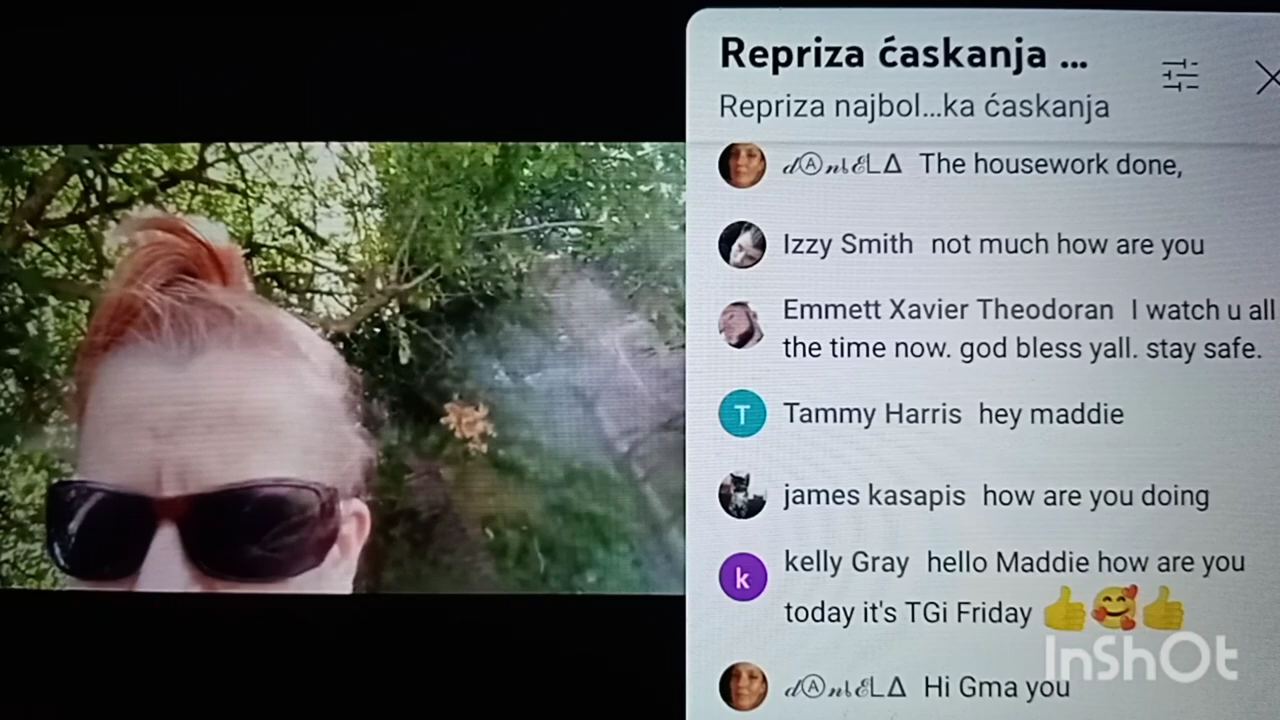 Repriza ćaskanja ...
Repriza najbol...ka ćaskanja
dⒶnIELΔ The housework done,
Izzy Smith not much how are you
Emmett Xavier Theodoran I watch u all
the time now. god bless yall. stay safe.
T Tammy Harris hey maddie
james kasapis how are you doing
k kelly Gray hello Maddie how are you
today it's TGi Friday 👍🥰👍
InShOt
dⒶnIELΔ Hi Gma you